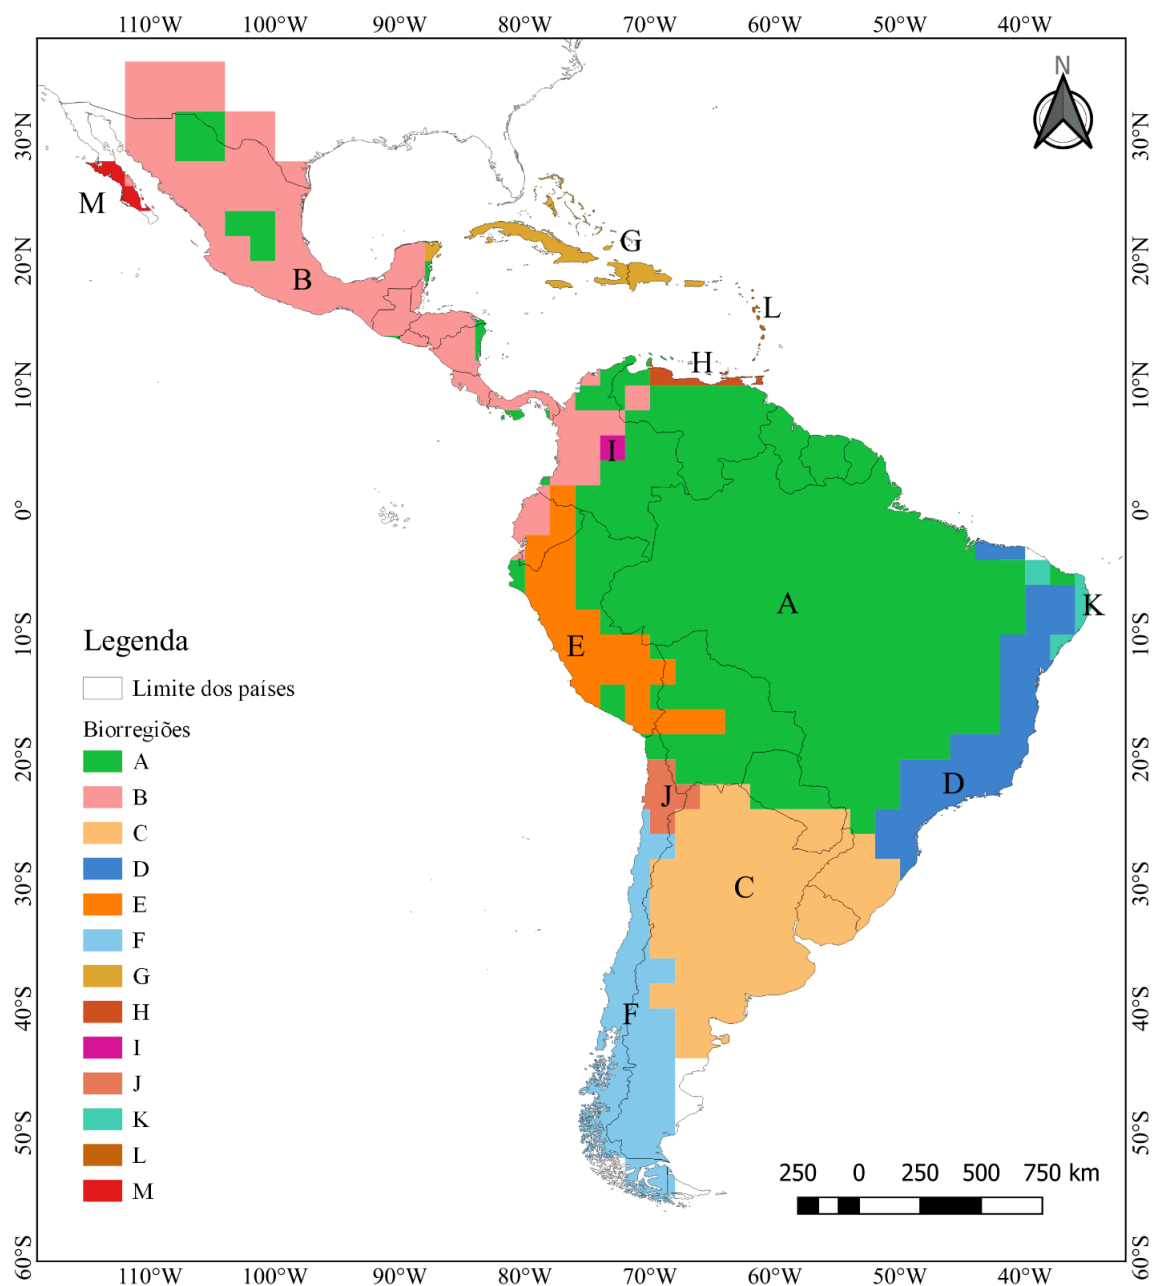 110°W 100°W 90°W 80°W 70°W 60°W 50°W 40°W
N
30°N 30°N
M
G
20°N 20°N
B
L
H
10°N 10°N
I
0° 0°
A
K
10°S 10°S
E
Legenda
Limite dos países
Biorregiões
20°S 20°S
A
J
D
B
C
D
C
30°S 30°S
E
F
G
H
40°S 40°S
F
I
J
K
50°S 50°S
L
250 0 250 500 750 km
M
60°S 60°S
110°W 100°W 90°W 80°W 70°W 60°W 50°W 40°W